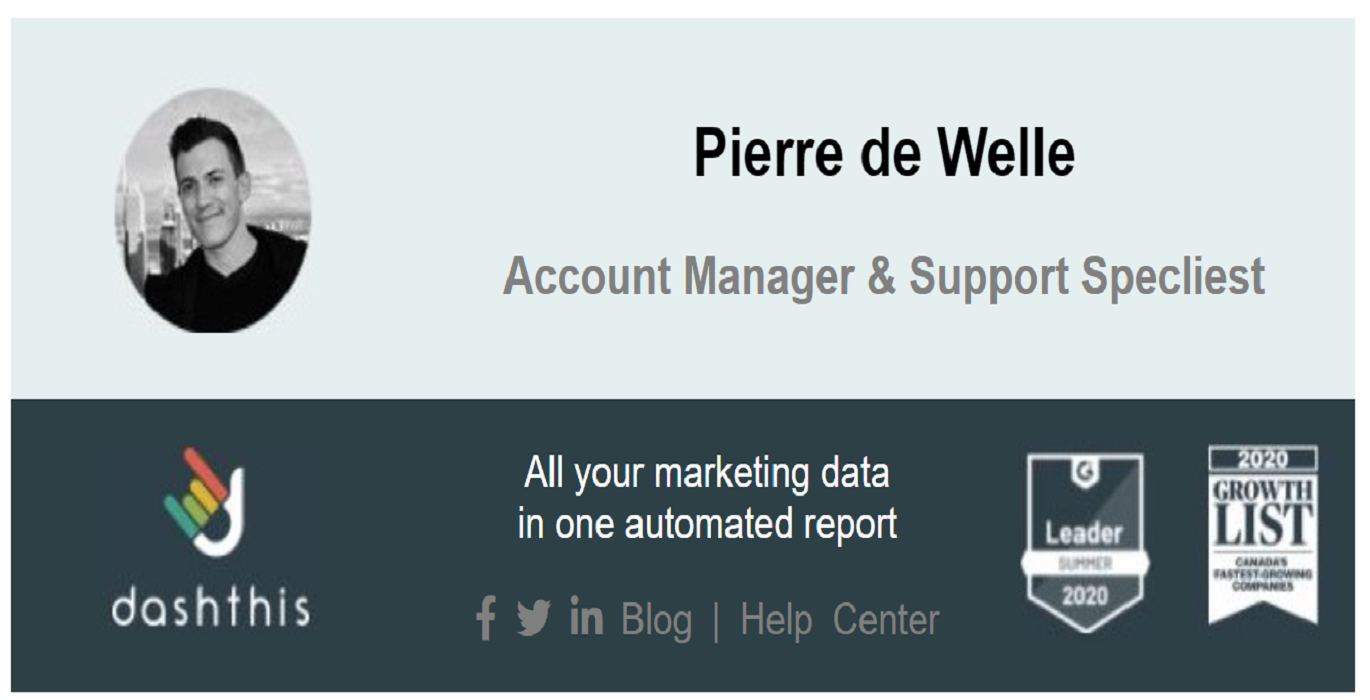 Pierre de Welle
Account Manager & Support Specliest
All your marketing data
in one automated report
Blog | Help Center
dashthis
G
Leader
SUMMER
2020
2020
GROWTH
LIST
CANADA'S
FASTEST-GROWING
COMPANIES